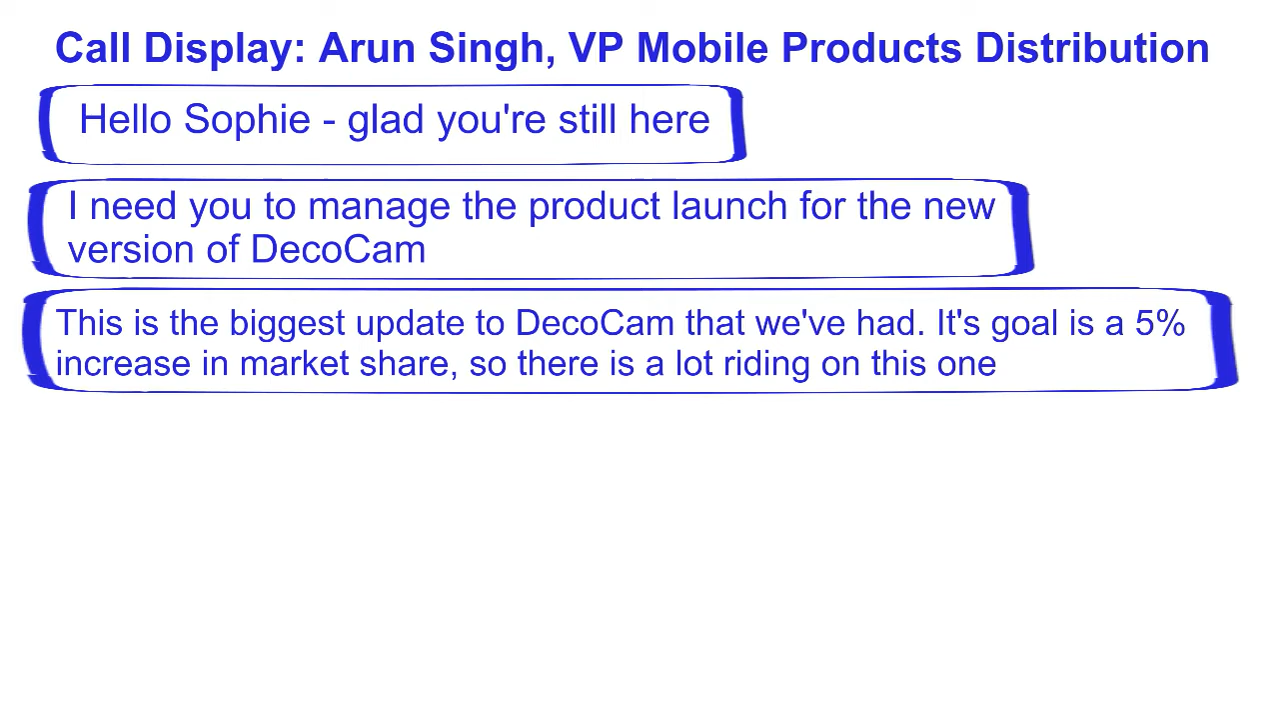 Call Display: Arun Singh, VP Mobile Products Distribution
Hello Sophie - glad you're still here
I need you to manage the product launch for the new
version of DecoCam
This is the biggest update to DecoCam that we've had. It's goal is a 5%
increase in market share, so there is a lot riding on this one